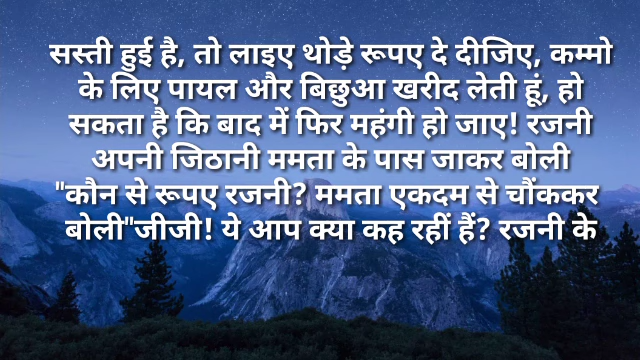 सस्ती हुई है, तो लाइए थोड़े रूपए दे दीजिए, कम्मो
के लिए पायल और बिछुआ खरीद लेती हूं, हो
सकता है कि बाद में फिर महंगी हो जाए! रजनी
अपनी जिठानी ममता के पास जाकर बोली
"कौन से रूपए रजनी? ममता एकदम से चौंककर
बोली"जीजी! ये आप क्या कह रहीं हैं? रजनी के